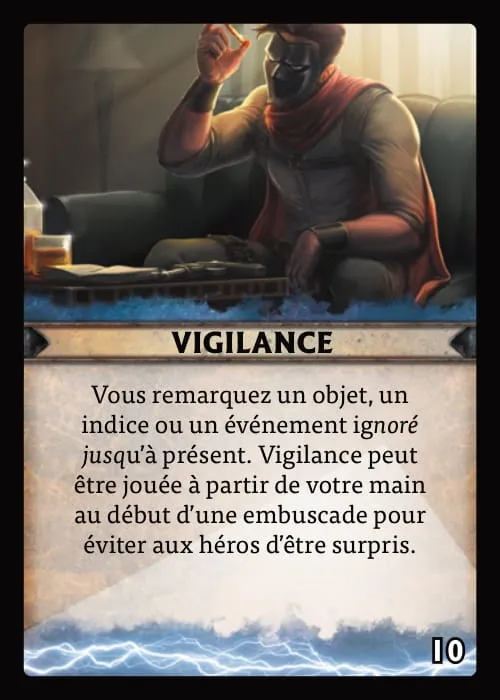 VIGILANCE
Vous remarquez un objet, un
indice ou un événement ignoré
jusqu'à présent. Vigilance peut
être jouée à partir de votre main
au début d'une embuscade pour
éviter aux héros d'être surpris.
10